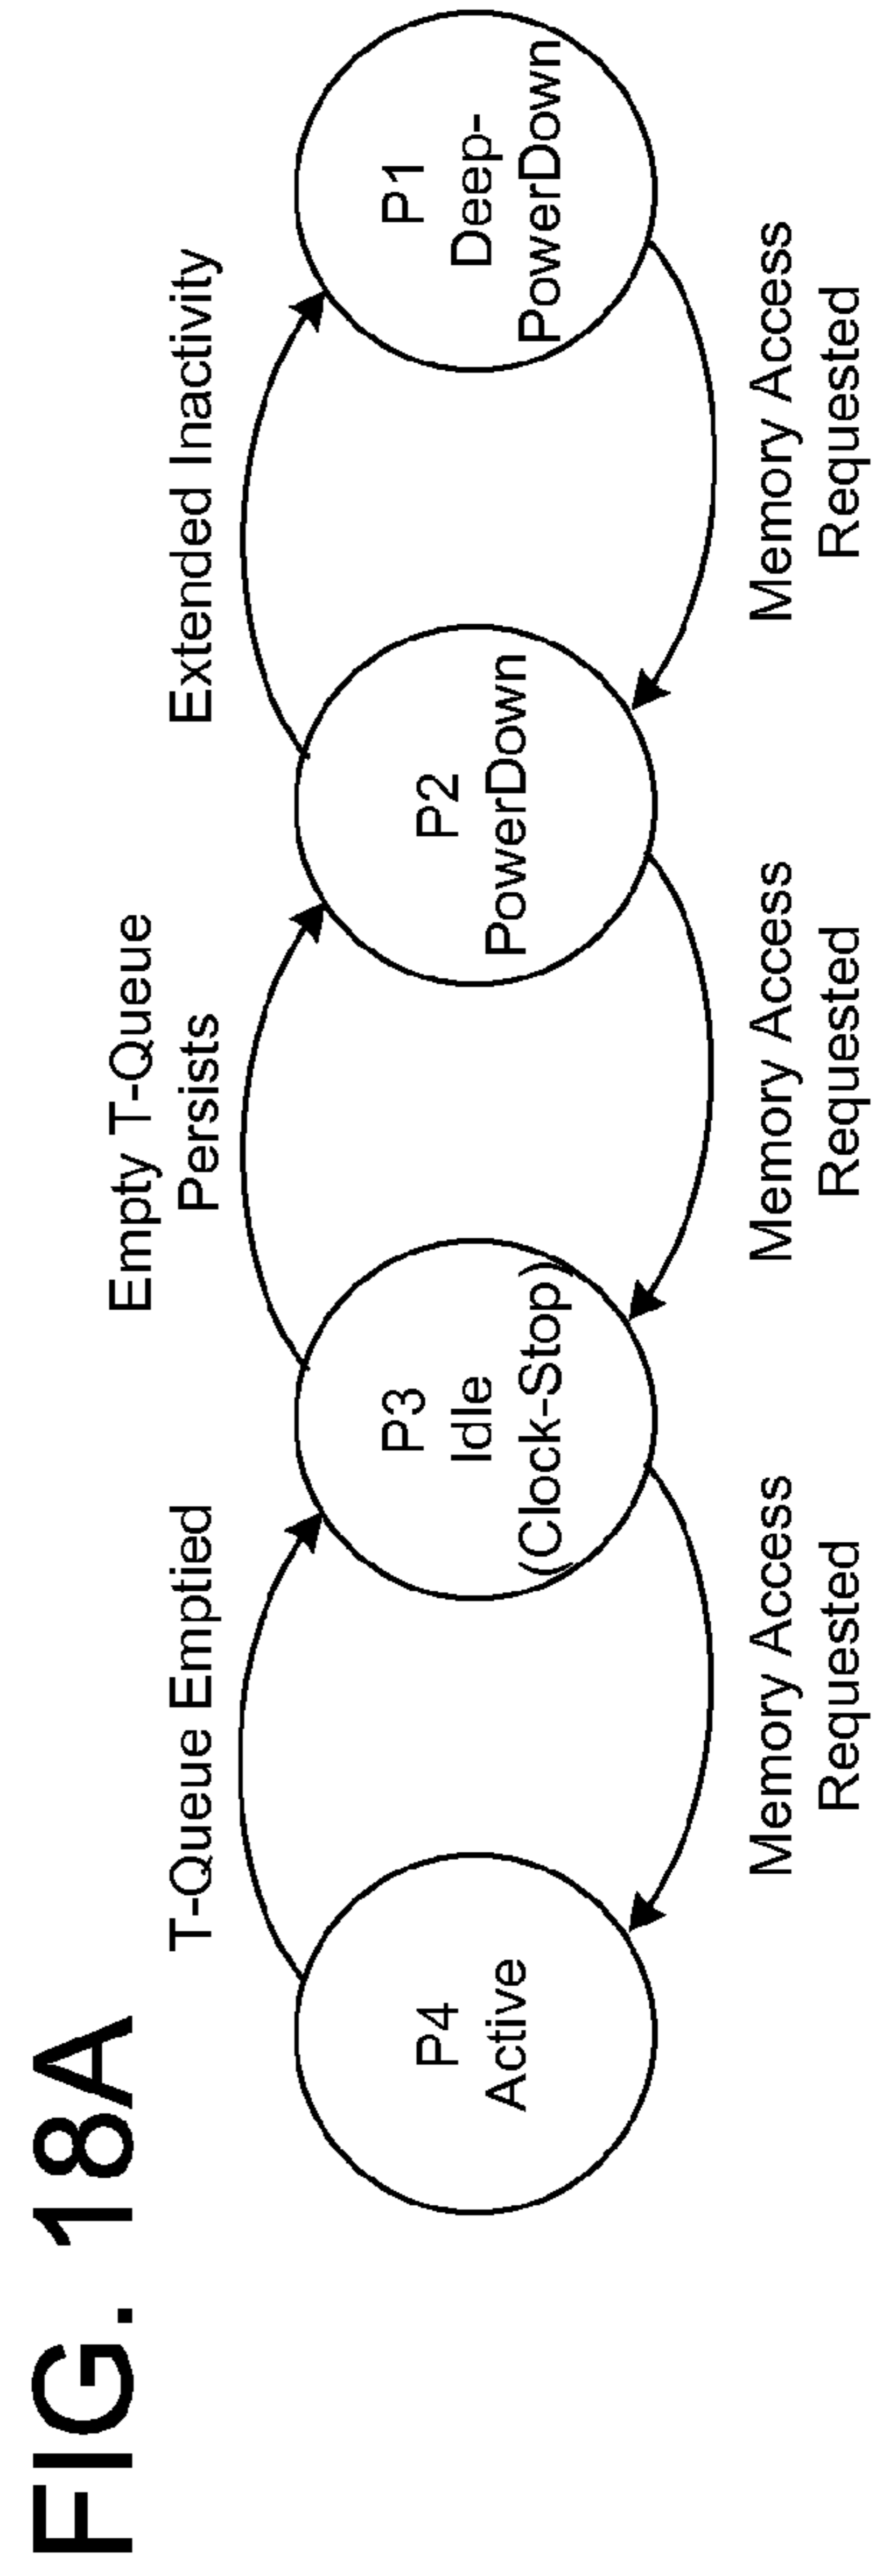 FIG. 18A
T-Queue Emptied
Empty T-Queue
Persists
Extended Inactivity
P4
Active
P3
Idle
(Clock-Stop)
P2
PowerDown
P1
Deep-
PowerDown
Memory Access
Requested
Memory Access
Requested
Memory Access
Requested